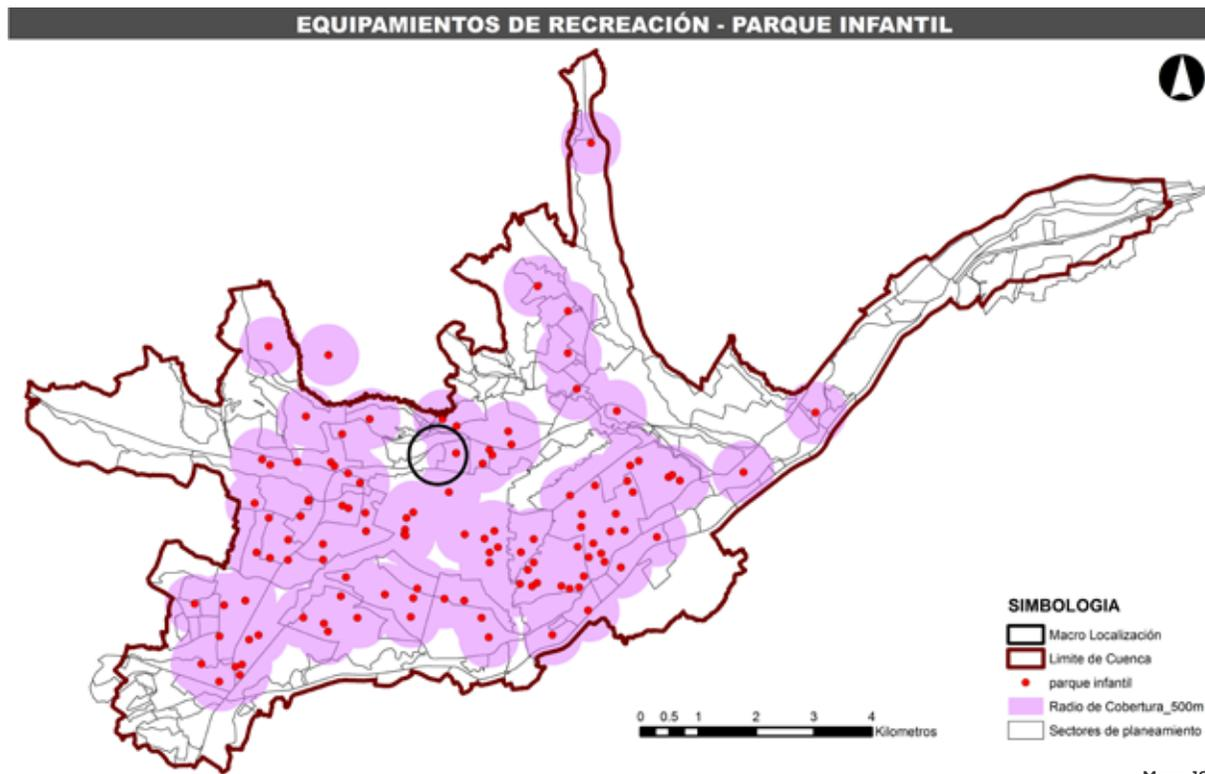 EQUIPAMIENTOS DE RECREACIÓN - PARQUE INFANTIL
SIMBOLOGIA
Macro Localización
Limite de Cuenca
parque infantil
Radio de Cobertura_500m
Sectores de planeamiento
0 0.5 1 2 3 4
Kilometros